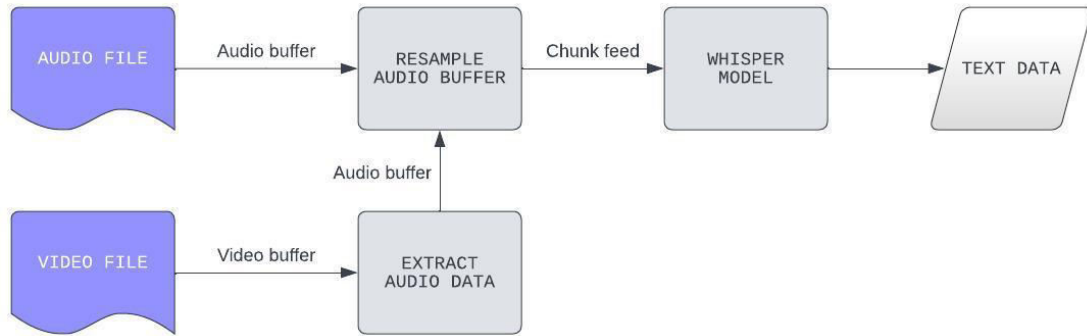 AUDIO FILE
Audio buffer
RESAMPLE
AUDIO BUFFER
Chunk feed
WHISPER
MODEL
TEXT DATA
Audio buffer
VIDEO FILE
Video buffer
EXTRACT
AUDIO DATA